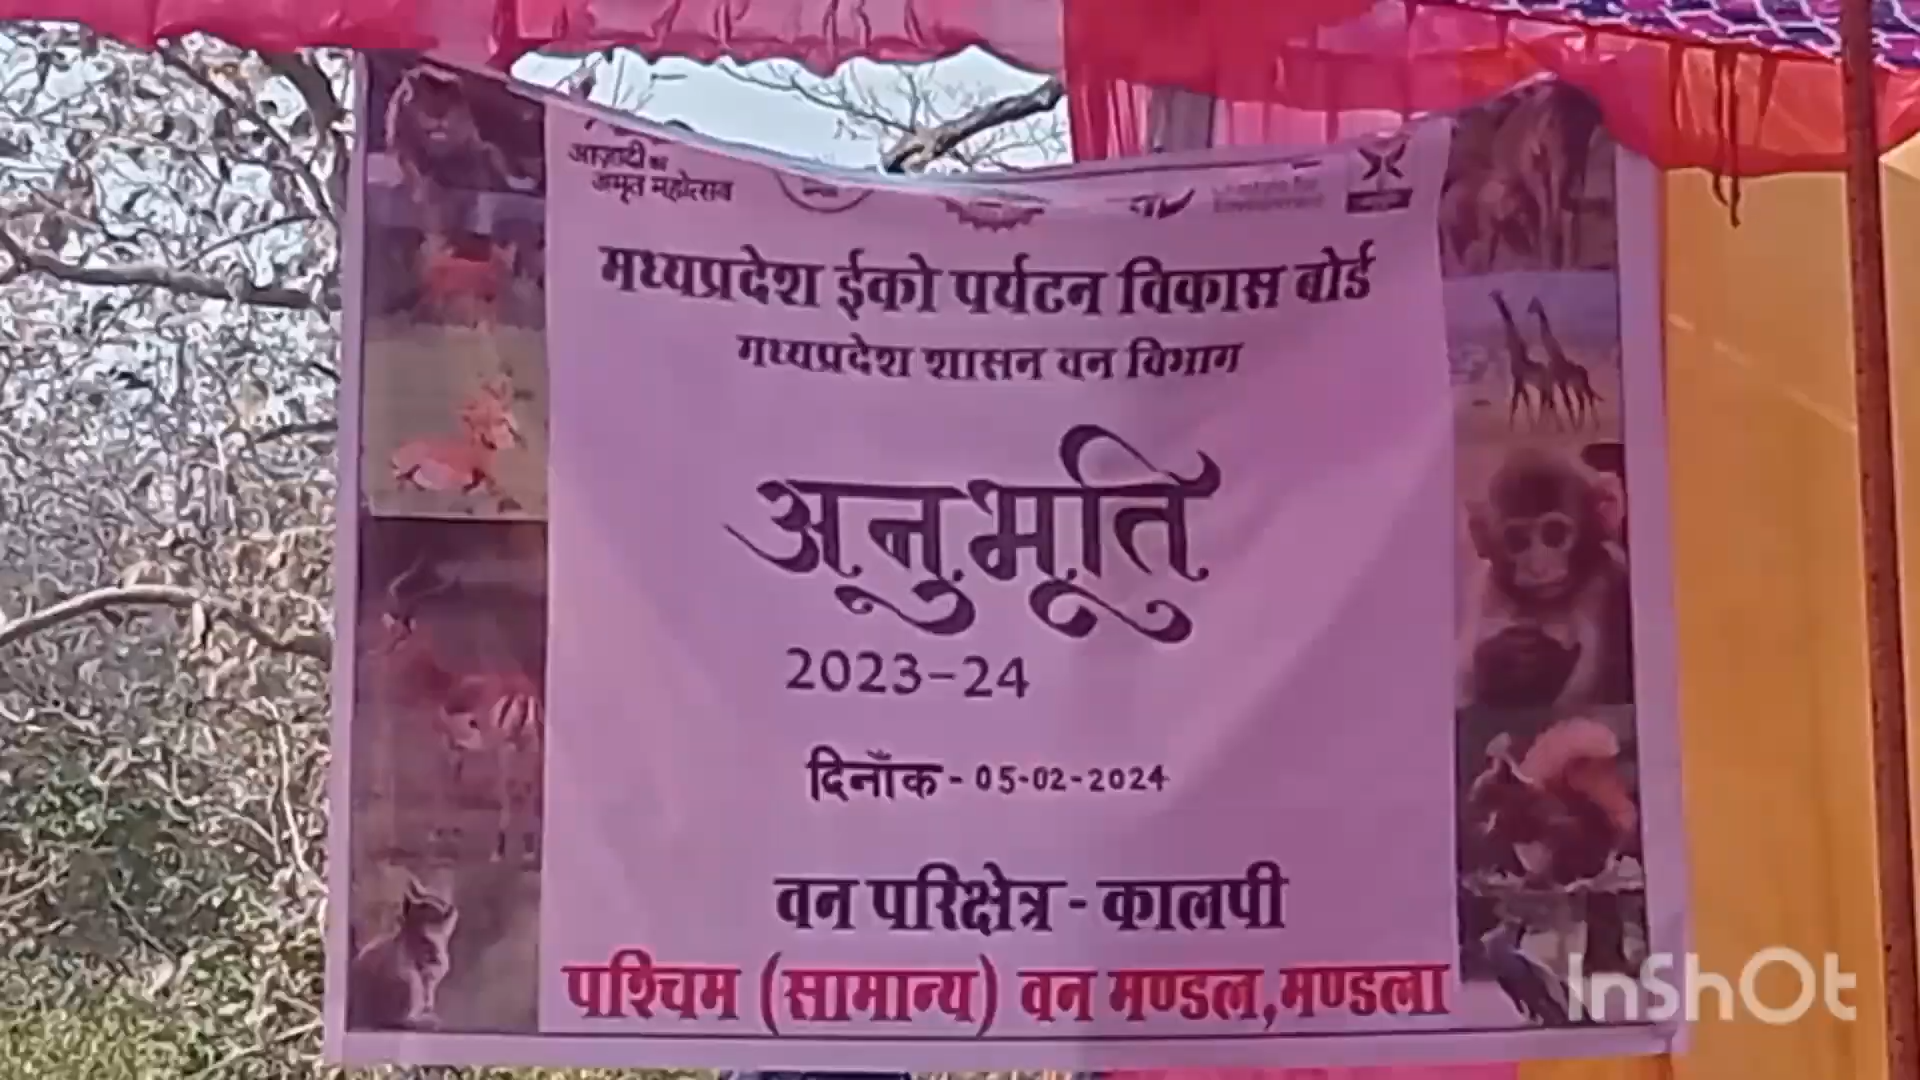 आज़ादी का
अमृत महोत्सव
मध्यप्रदेश ईको पर्यटन विकास बोर्ड
मध्यप्रदेश शासन वन विभाग
अनुभूति
2023-24
दिनाँक - 05-02-2024
वन परिक्षेत्र - कालपी
पश्चिम (सामान्य) वन मण्डल, मण्डला
InShOt